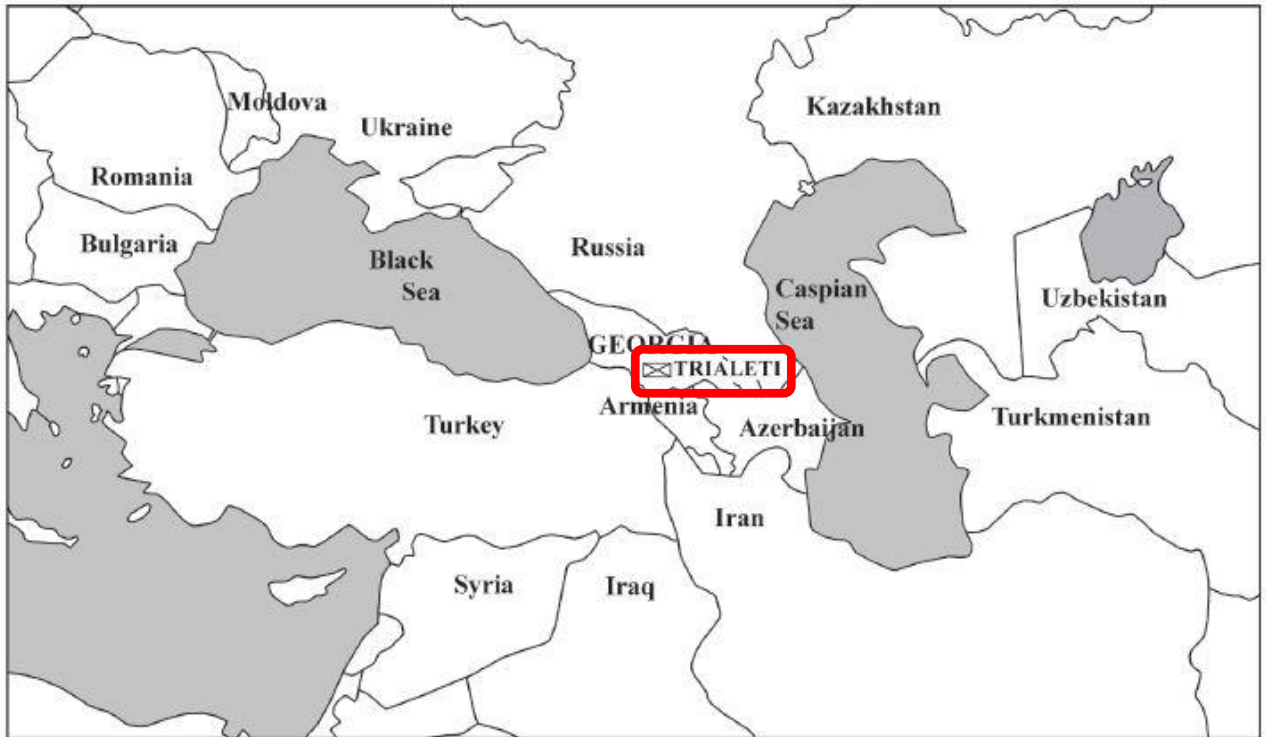 Moldova
Ukraine
Kazakhstan
Romania
Bulgaria
Black
Sea
Russia
Caspian
Sea
Uzbekistan
GEORGIA
TRIALETI
Armenia
Azerbaijan
Turkmenistan
Turkey
Iran
Syria
Iraq